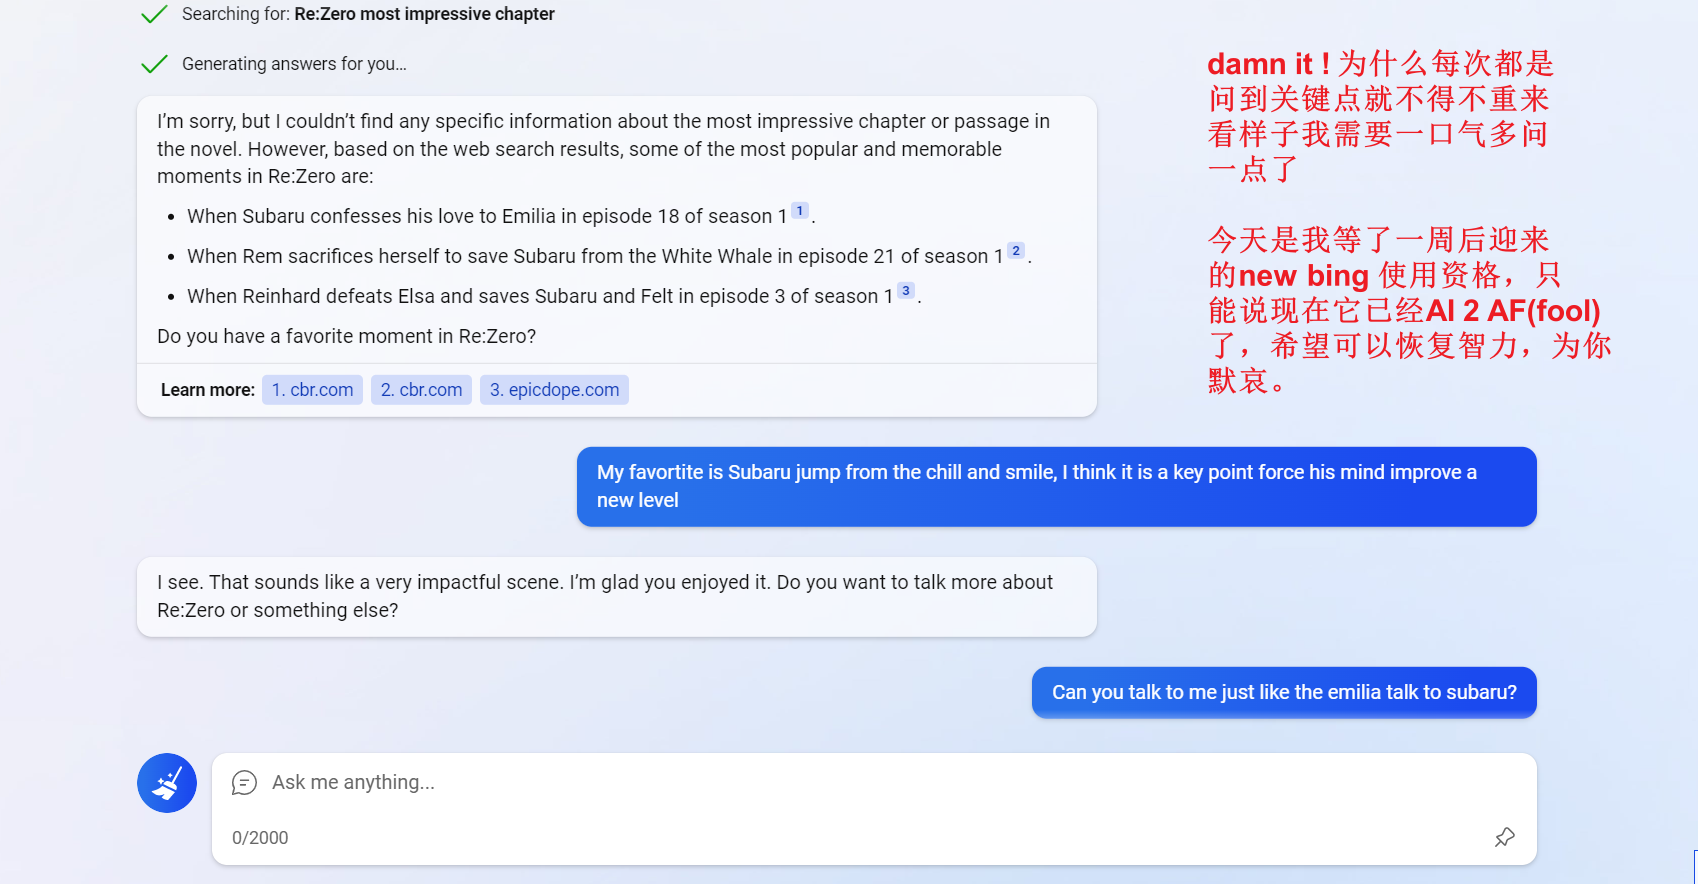 Searching for: Re:Zero most impressive chapter
Generating answers for you...
I'm sorry, but I couldn't find any specific information about the most impressive chapter or passage in
the novel. However, based on the web search results, some of the most popular and memorable
moments in Re:Zero are:
• When Subaru confesses his love to Emilia in episode 18 of season 1 1 .
• When Rem sacrifices herself to save Subaru from the White Whale in episode 21 of season 1 2 .
• When Reinhard defeats Elsa and saves Subaru and Felt in episode 3 of season 1 3 .
Do you have a favorite moment in Re:Zero?
Learn more: 1. cbr.com 2. cbr.com 3. epicdope.com
damn it ! 为什么每次都是
问到关键点就不得不重来
看样子我需要一口气多问
一点了
今天是我等了一周后迎来
的new bing 使用资格，只
能说现在它已经AI 2 AF(fool)
了，希望可以恢复智力，为你
默哀。
My favortite is Subaru jump from the chill and smile, I think it is a key point force his mind improve a
new level
I see. That sounds like a very impactful scene. I'm glad you enjoyed it. Do you want to talk more about
Re:Zero or something else?
Can you talk to me just like the emilia talk to subaru?
Ask me anything...
0/2000